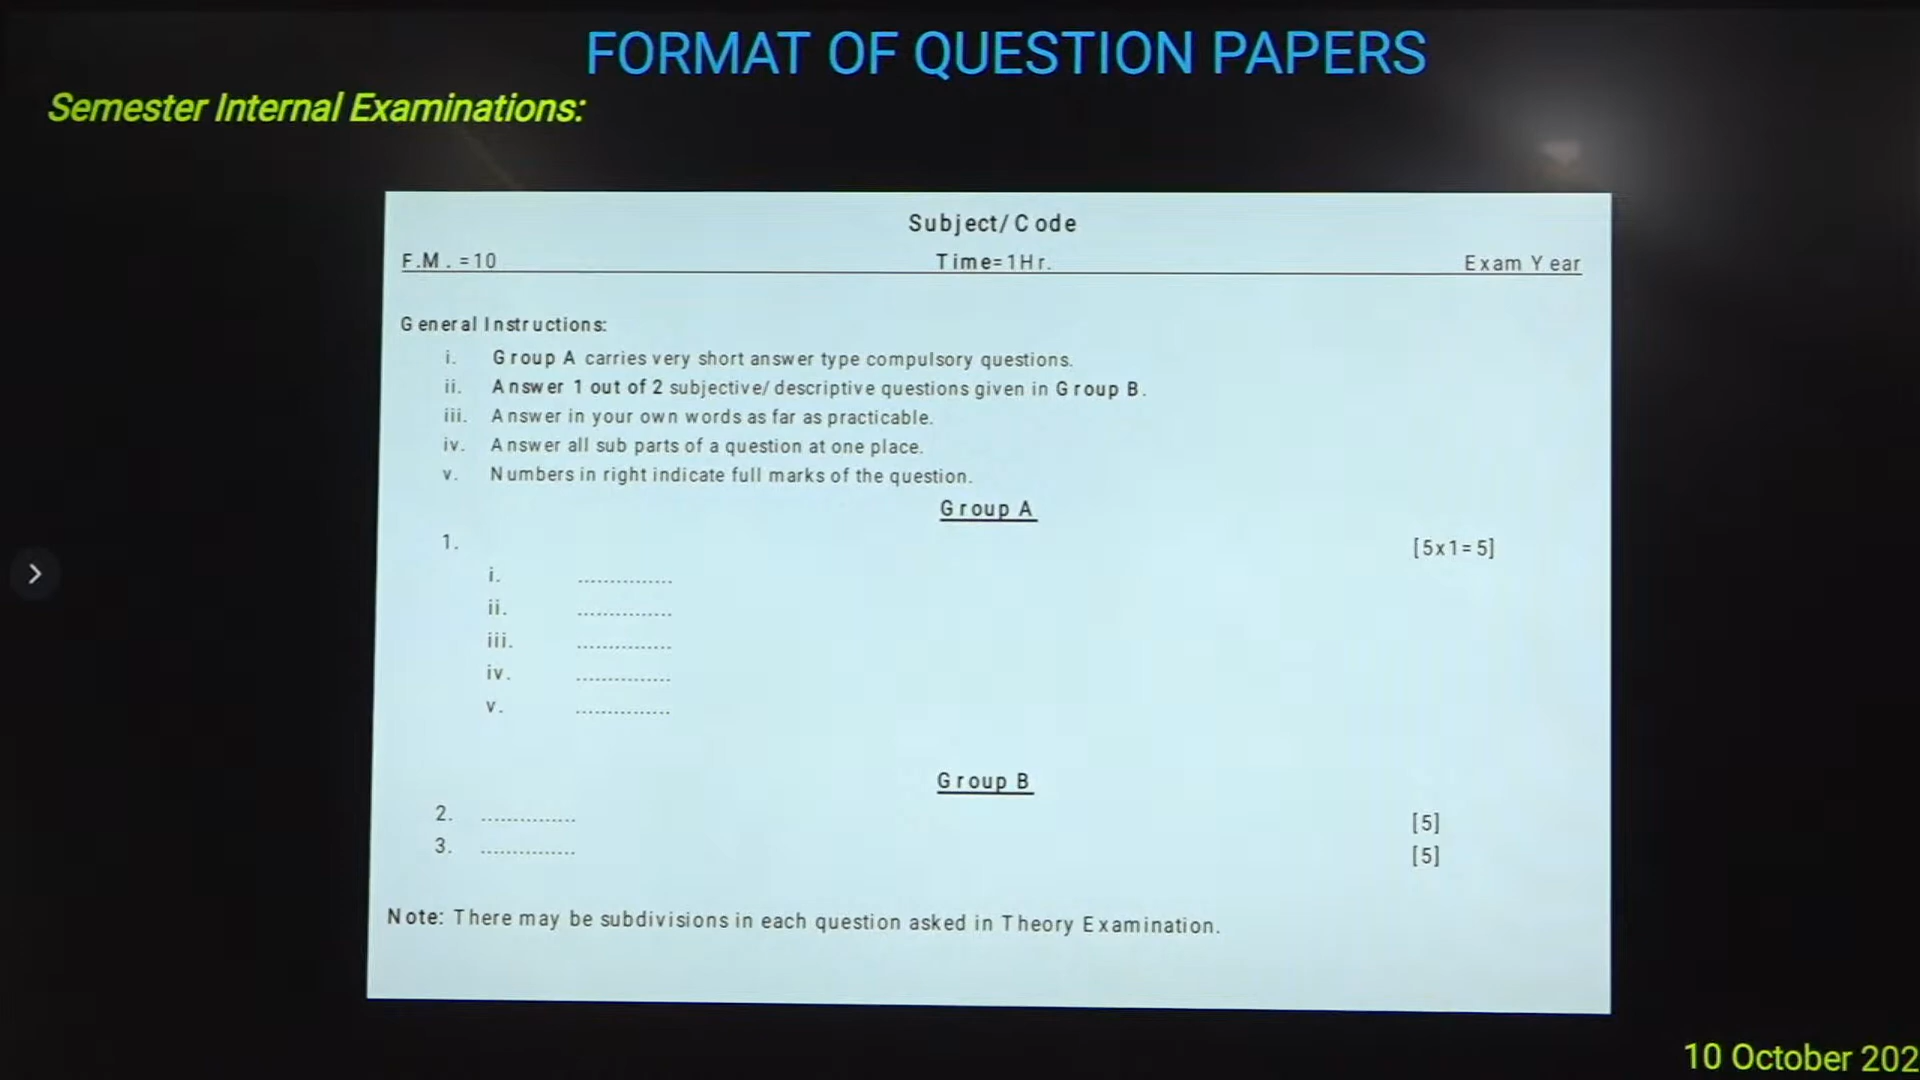 FORMAT OF QUESTION PAPERS
Semester Internal Examinations:
Subject/Code
F.M. =10 Time=1Hr. Exam Year
General Instructions:
i. Group A carries very short answer type compulsory questions.
ii. Answer 1 out of 2 subjective/ descriptive questions given in Group B.
iii. Answer in your own words as far as practicable.
iv. Answer all sub parts of a question at one place.
v. Numbers in right indicate full marks of the question.
Group A
1. [5x1=5]
i. ...............
ii. ...............
iii. ...............
iv. ...............
v. ...............
Group B
2. ............... [5]
3. ............... [5]
Note: There may be subdivisions in each question asked in Theory Examination.
10 October 202